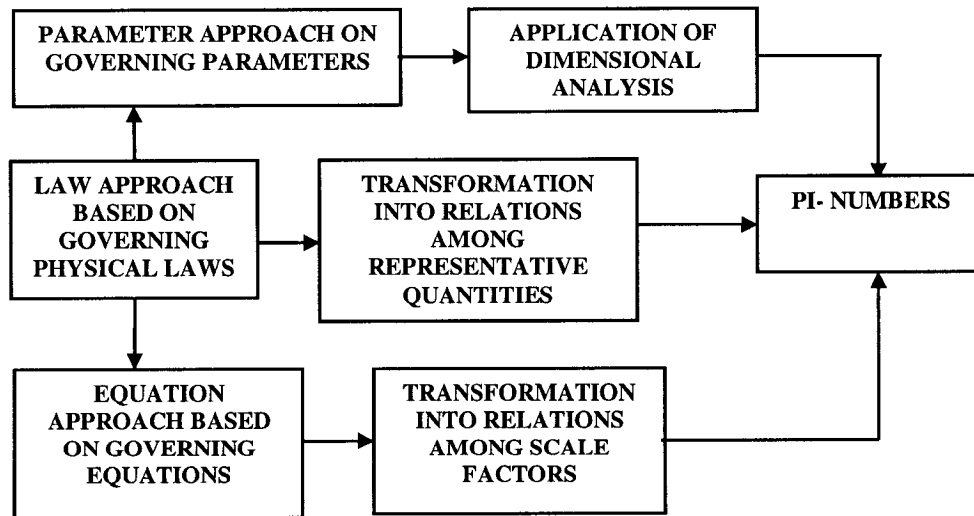 PARAMETER APPROACH ON
GOVERNING PARAMETERS
APPLICATION OF
DIMENSIONAL
ANALYSIS
LAW APPROACH
BASED ON
GOVERNING
PHYSICAL LAWS
TRANSFORMATION
INTO RELATIONS
AMONG
REPRESENTATIVE
QUANTITIES
PI- NUMBERS
EQUATION
APPROACH BASED
ON GOVERNING
EQUATIONS
TRANSFORMATION
INTO RELATIONS
AMONG SCALE
FACTORS